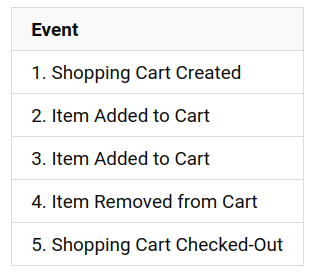 Event
1. Shopping Cart Created
2. Item Added to Cart
3. Item Added to Cart
4. Item Removed from Cart
5. Shopping Cart Checked-Out